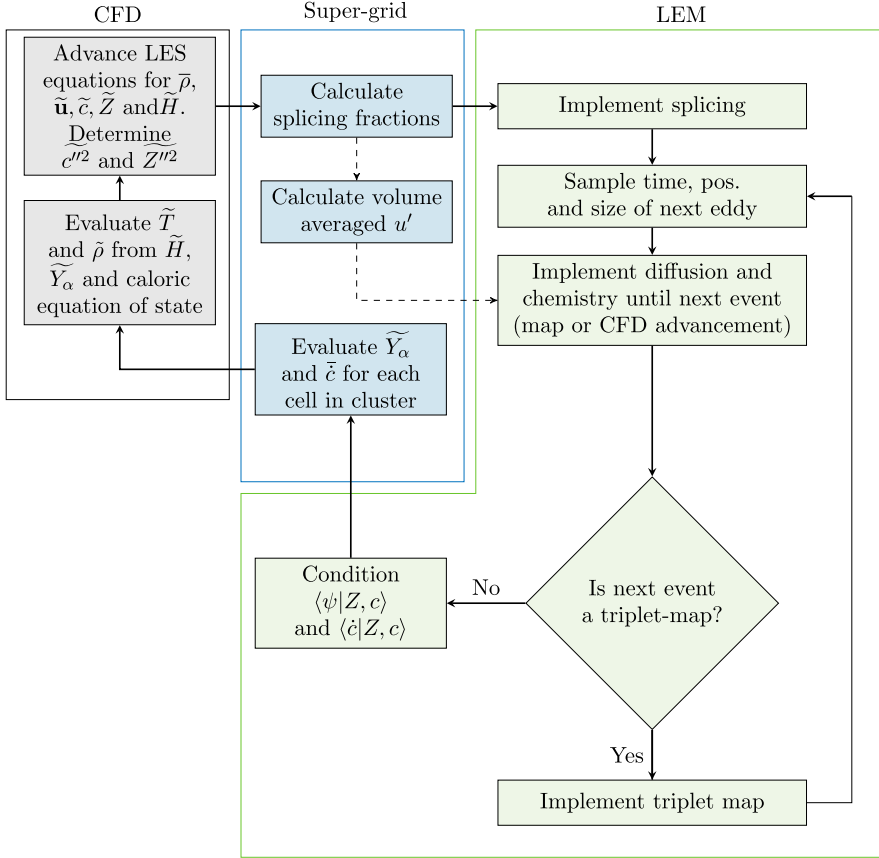 CFD
Super-grid
LEM
Advance LES
equations for ρ̅,
ũ, c̃, Z̃ andH̃.
Determine
c″² and Z″²
Evaluate T̃
and ρ̃ from H̃,
Ỹα and caloric
equation of state
Calculate
splicing fractions
Calculate volume
averaged u′
Evaluate Ỹα
and ċ̅ for each
cell in cluster
Implement splicing
Sample time, pos.
and size of next eddy
Implement diffusion and
chemistry until next event
(map or CFD advancement)
Is next event
a triplet-map?
No
Condition
⟨ψ|Z, c⟩
and ⟨ċ|Z, c⟩
Yes
Implement triplet map